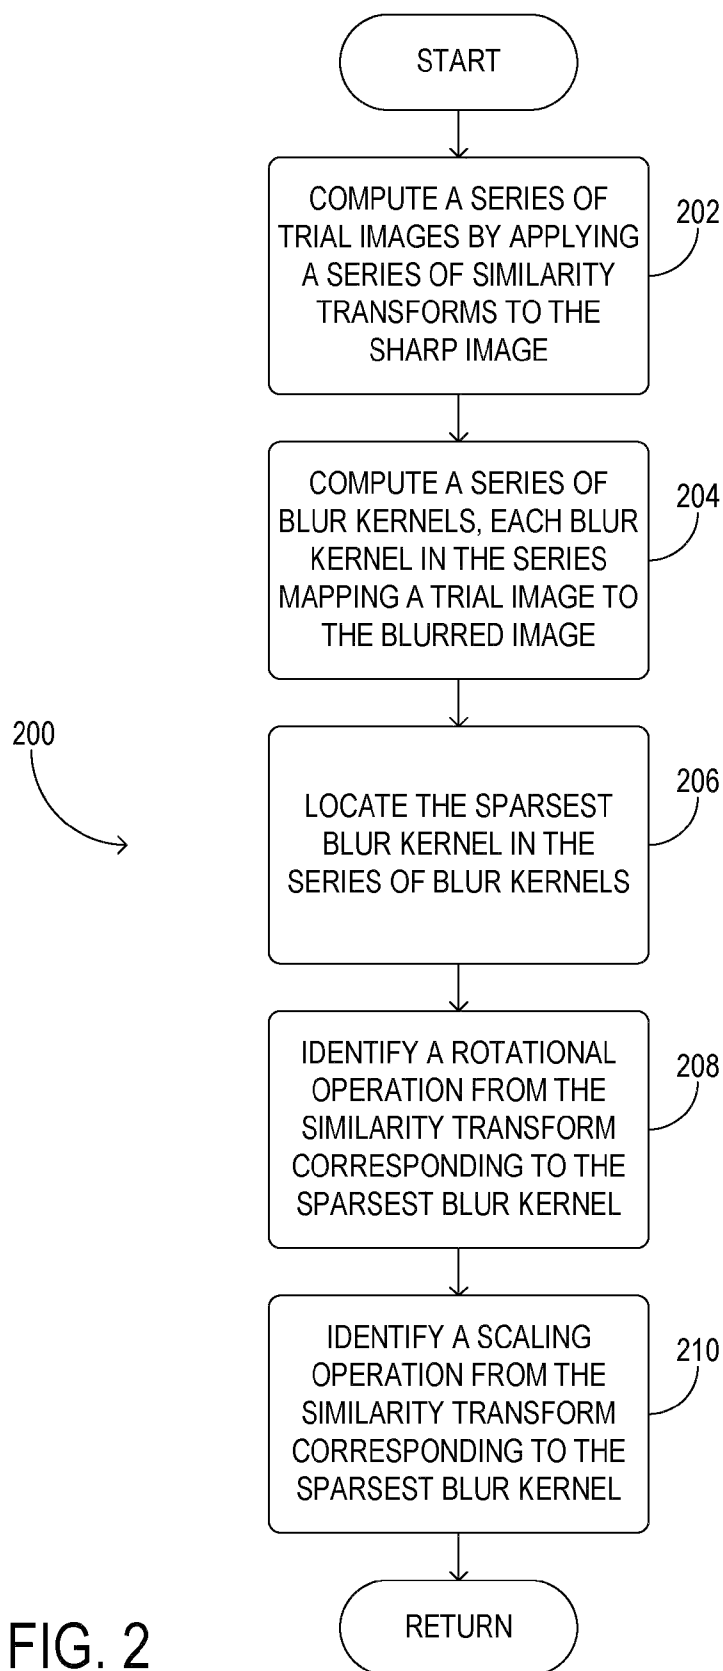 START
COMPUTE A SERIES OF
TRIAL IMAGES BY APPLYING
A SERIES OF SIMILARITY
TRANSFORMS TO THE
SHARP IMAGE
202
COMPUTE A SERIES OF
BLUR KERNELS, EACH BLUR
KERNEL IN THE SERIES
MAPPING A TRIAL IMAGE TO
THE BLURRED IMAGE
204
200
LOCATE THE SPARSEST
BLUR KERNEL IN THE
SERIES OF BLUR KERNELS
206
IDENTIFY A ROTATIONAL
OPERATION FROM THE
SIMILARITY TRANSFORM
CORRESPONDING TO THE
SPARSEST BLUR KERNEL
208
IDENTIFY A SCALING
OPERATION FROM THE
SIMILARITY TRANSFORM
CORRESPONDING TO THE
SPARSEST BLUR KERNEL
210
RETURN
FIG. 2